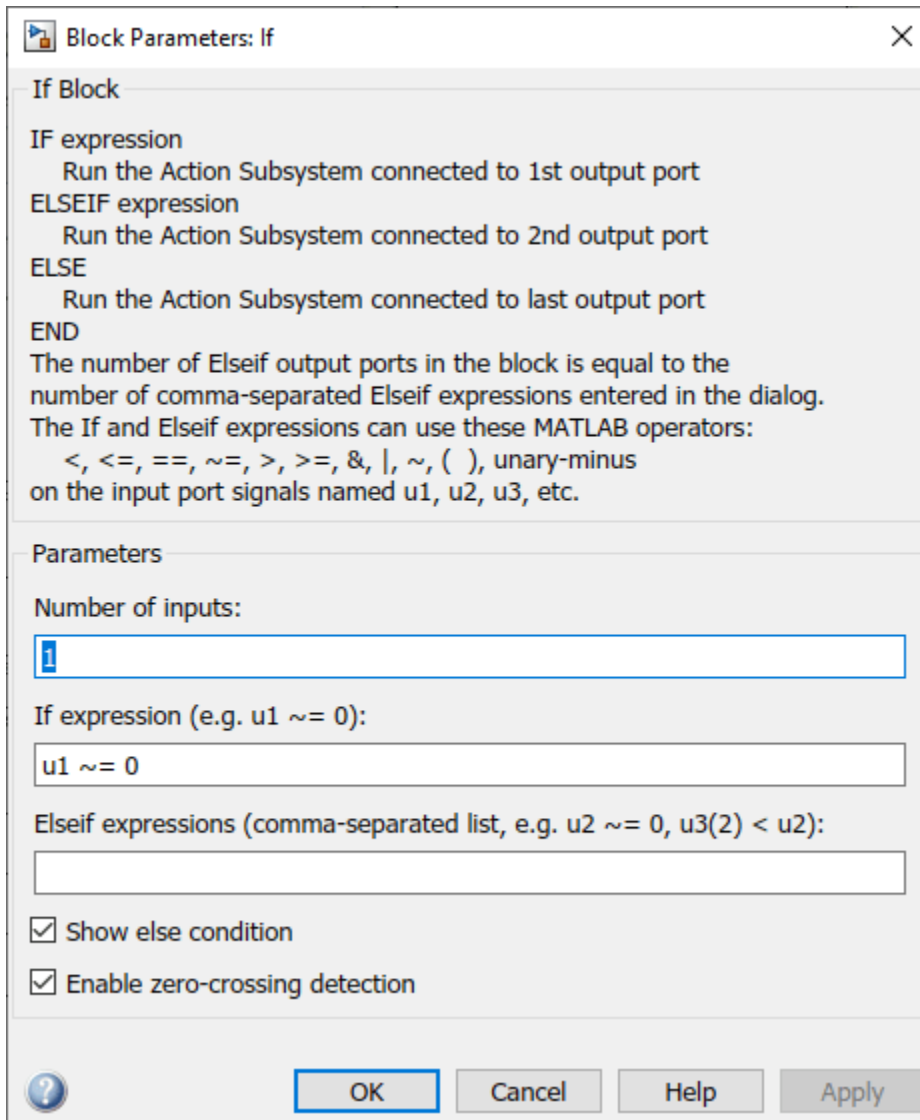 Block Parameters: If
If Block
IF expression
Run the Action Subsystem connected to 1st output port
ELSEIF expression
Run the Action Subsystem connected to 2nd output port
ELSE
Run the Action Subsystem connected to last output port
END
The number of Elseif output ports in the block is equal to the
number of comma-separated Elseif expressions entered in the dialog.
The If and Elseif expressions can use these MATLAB operators:
<, <=, ==, ~=, >, >=, &, |, ~, ( ), unary-minus
on the input port signals named u1, u2, u3, etc.
Parameters
Number of inputs:
1
If expression (e.g. u1 ~= 0):
u1 ~= 0
Elseif expressions (comma-separated list, e.g. u2 ~= 0, u3(2) < u2):
Show else condition
Enable zero-crossing detection
? OK Cancel Help Apply